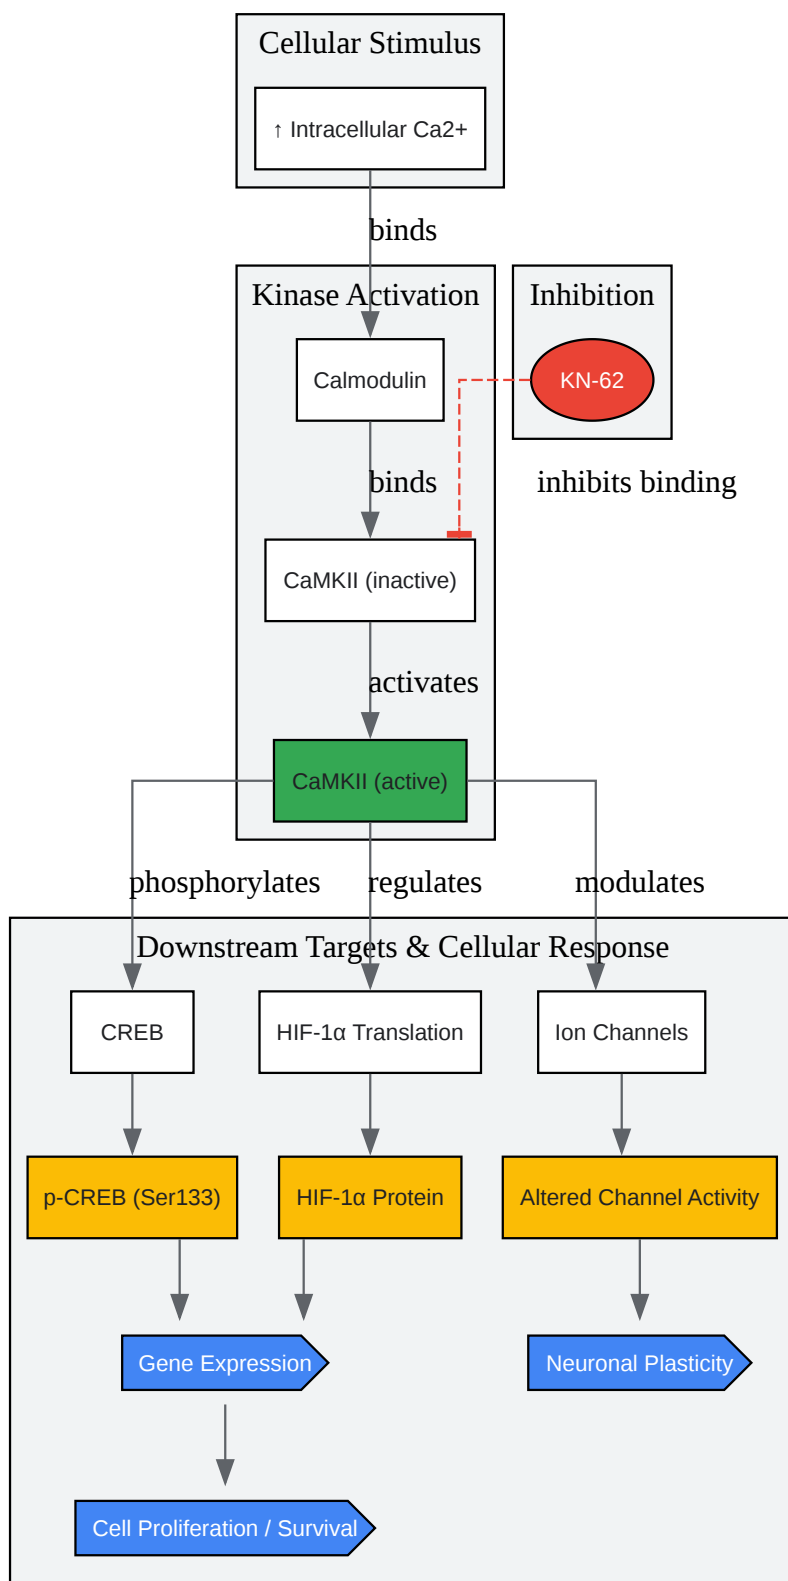 Cellular Stimulus
↑ Intracellular Ca2+
binds
Kinase Activation
Inhibition
Calmodulin
KN-62
binds
inhibits binding
CaMKII (inactive)
activates
CaMKII (active)
phosphorylates
regulates
modulates
Downstream Targets & Cellular Response
CREB
HIF-1α Translation
Ion Channels
p-CREB (Ser133)
HIF-1α Protein
Altered Channel Activity
Gene Expression
Neuronal Plasticity
Cell Proliferation / Survival